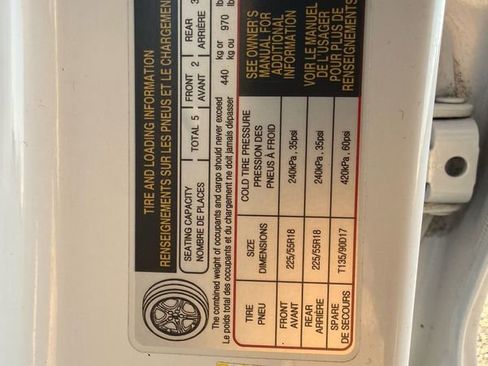 TIRE AND LOADING INFORMATION
RENSEIGNEMENTS SUR LES PNEUS ET LE CHARGEMENT
SEATING CAPACITY
NOMBRE DE PLACES
TOTAL 5
FRONT 2
AVANT
REAR 3
ARRIÈRE
The combined weight of occupants and cargo should never exceed
Le poids total des occupants et du chargement ne doit jamais dépasser
440 kg or 970 lb
kg ou
TIRE
PNEU
SIZE
DIMENSIONS
COLD TIRE PRESSURE
PRESSION DES
PNEUS À FROID
FRONT
AVANT
225/55R18
240kPa, 35psi
REAR
ARRIÈRE
225/55R18
240kPa, 35psi
SPARE
DE SECOURS
T135/90D17
420kPa, 60psi
SEE OWNER'S
MANUAL FOR
ADDITIONAL
INFORMATION
VOIR LE MANUEL
DE L'USAGER
POUR PLUS DE
RENSEIGNEMENTS